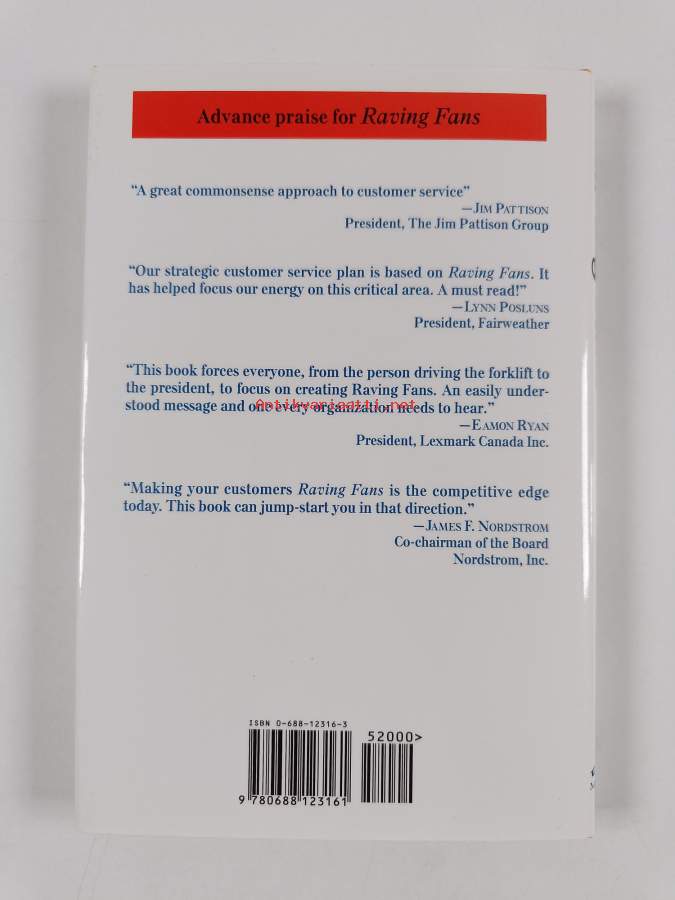 Advance praise for Raving Fans
“A great commonsense approach to customer service”
—JIM PATTISON
President, The Jim Pattison Group
“Our strategic customer service plan is based on Raving Fans. It
has helped focus our energy on this critical area. A must read!”
—LYNN POSLUNS
President, Fairweather
“This book forces everyone, from the person driving the forklift to
the president, to focus on creating Raving Fans. An easily under-
stood message and one every organization needs to hear.”
Antikvariaatti.net
—EAMON RYAN
President, Lexmark Canada Inc.
“Making your customers Raving Fans is the competitive edge
today. This book can jump-start you in that direction.”
—JAMES F. NORDSTROM
Co-chairman of the Board
Nordstrom, Inc.
ISBN 0-688-12316-3
52000>
9 780688 123161